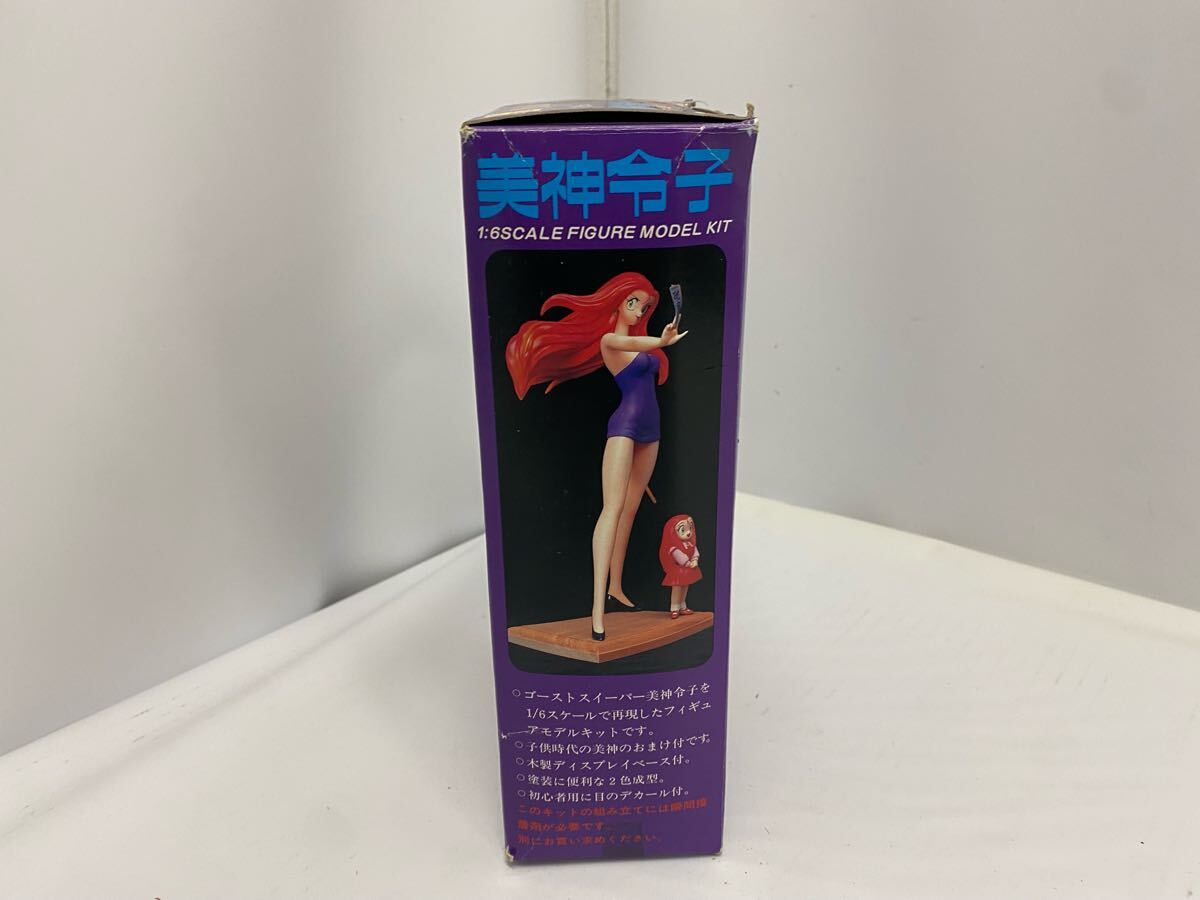 美神令子
1:6SCALE FIGURE MODEL KIT
○ゴーストスイーパー美神令子を
1/6スケールで再現したフィギュ
アモデルキットです。
○子供時代の美神のおまけ付です。
○木製ディスプレイベース付。
○塗装に便利な2色成型。
○初心者用に目のデカール付。
このキットの組み立てには瞬間接
着剤が必要です
別にお買い求めください。